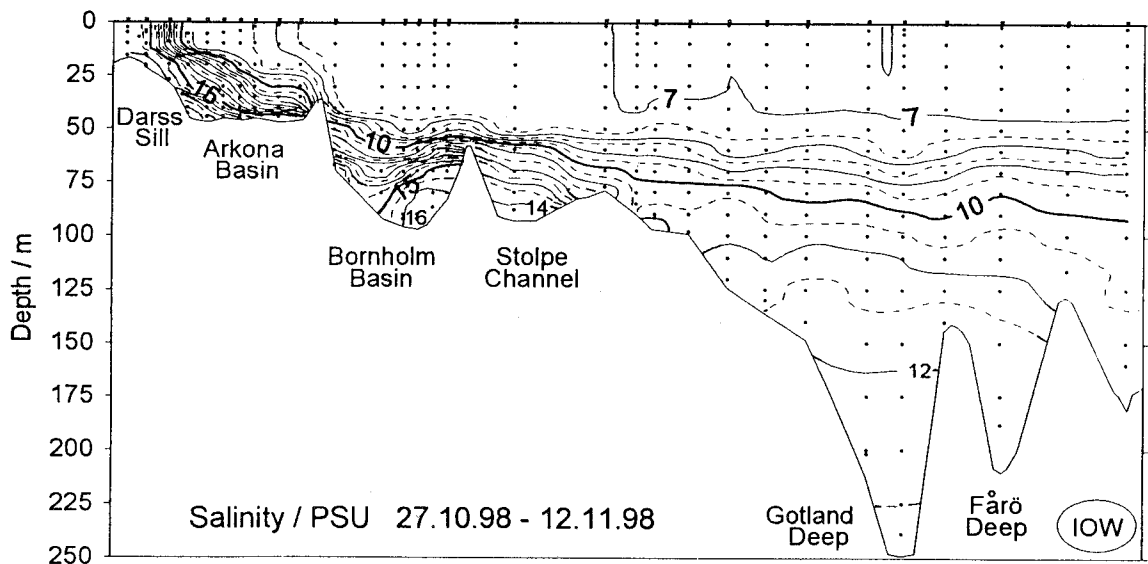 0
25
50
75
100
125
150
175
200
225
250
Depth / m
Darss
Sill
Arkona
Basin
Bornholm
Basin
Stolpe
Channel
Gotland
Deep
Fårö
Deep
15
10
15
16
14
7
7
10
12
Salinity / PSU 27.10.98 - 12.11.98
IOW